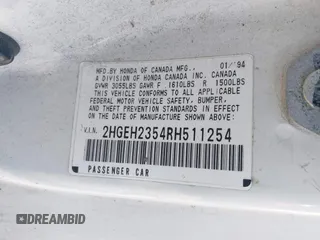 MFD. BY HONDA OF CANADA MFG., 01/94
A DIVISION OF HONDA CANADA INC. CANADA
GVWR 3055LBS GAWR F 1610LBS R 1500LBS
THIS VEHICLE CONFORMS TO ALL APPLICABLE
FEDERAL MOTOR VEHICLE SAFETY, BUMPER,
AND THEFT PREVENTION STANDARDS IN EFFECT
ON THE DATE OF MANUFACTURE SHOWN ABOVE.
V.I.N. 2HGEH2354RH511254
PASSENGER CAR
DREAMBID